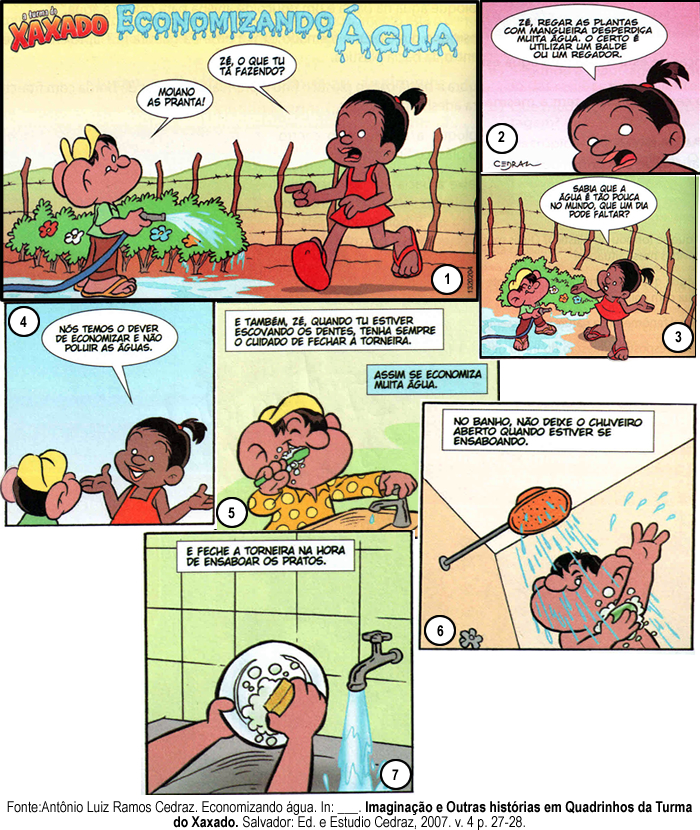 a turma do
XAXADO
ECONOMIZANDO
ÁGUA
ZÉ, O QUE TU
TÁ FAZENDO?
MOIANO
AS PRANTA!
1320204
1
ZÉ, REGAR AS PLANTAS
COM MANGUEIRA DESPERDIÇA
MUITA ÁGUA. O CERTO É
UTILIZAR UM BALDE
OU UM REGADOR.
2
CEDRAZ
SABIA QUE A
ÁGUA É TÃO POUCA
NO MUNDO, QUE UM DIA
PODE FALTAR?
3
4
NÓS TEMOS O DEVER
DE ECONOMIZAR E NÃO
POLUIR AS ÁGUAS.
E TAMBÉM, ZÉ, QUANDO TU ESTIVER
ESCOVANDO OS DENTES, TENHA SEMPRE
O CUIDADO DE FECHAR A TORNEIRA.
ASSIM SE ECONOMIZA
MUITA ÁGUA.
5
NO BANHO, NÃO DEIXE O CHUVEIRO
ABERTO QUANDO ESTIVER SE
ENSABOANDO.
6
E FECHE A TORNEIRA NA HORA
DE ENSABOAR OS PRATOS.
7
Fonte:Antônio Luiz Ramos Cedraz. Economizando água. In: ___. Imaginação e Outras histórias em Quadrinhos da Turma
do Xaxado. Salvador: Ed. e Estudio Cedraz, 2007. v. 4 p. 27-28.